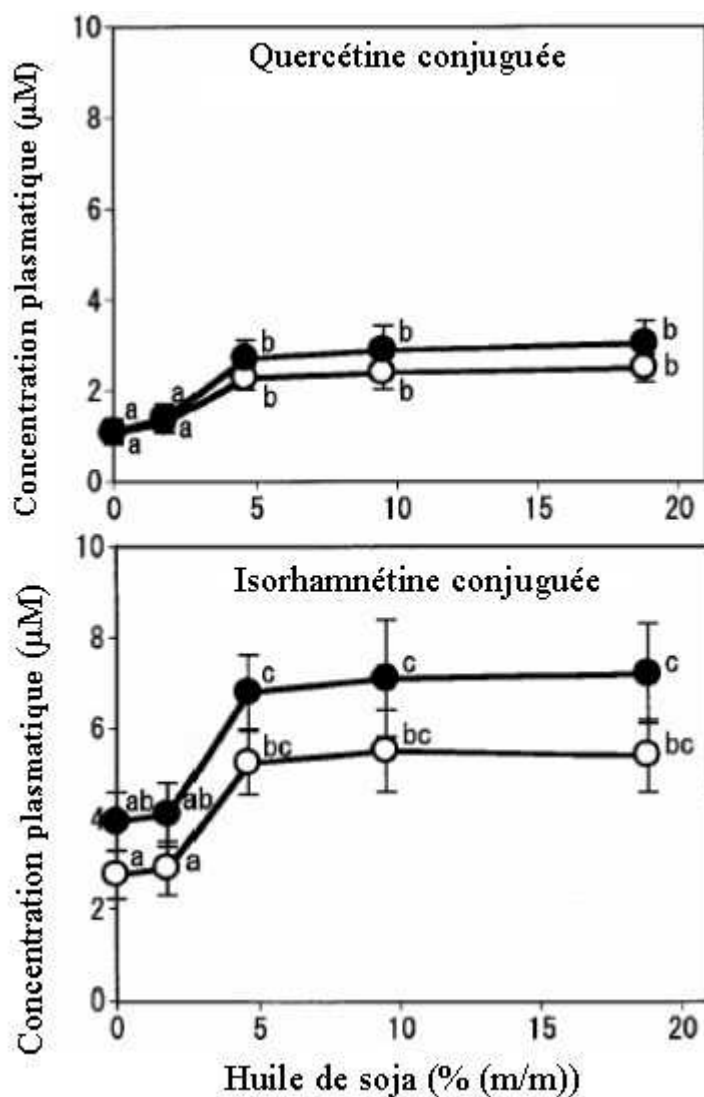 Concentration plasmatique (µM)
10
8
6
4
2
0
Quercétine conjuguée
a
a
a
a
b
b
b
b
b
b
0 5 10 15 20
Concentration plasmatique (µM)
10
8
6
4
2
0
Isorhamnétine conjuguée
ab
ab
a
a
c
c
c
bc
bc
bc
0 5 10 15 20
Huile de soja (% (m/m))